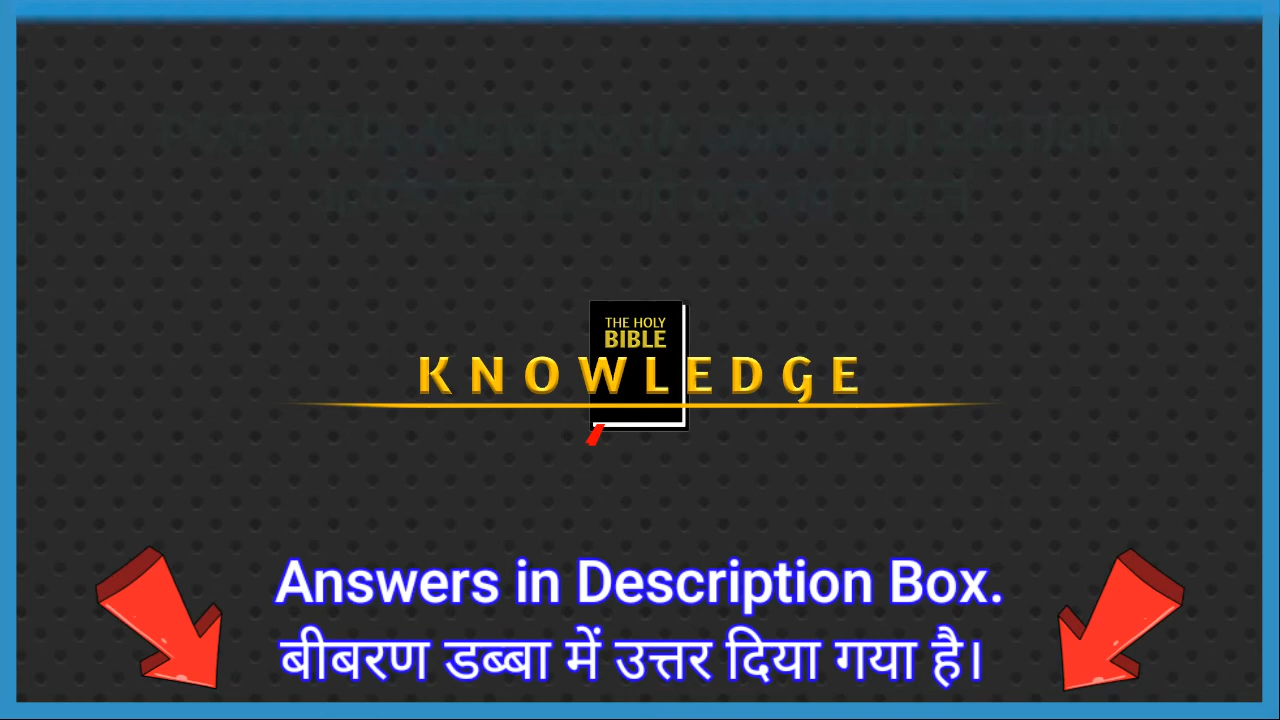 THE HOLY
BIBLE
KNOWLEDGE
Answers in Description Box.
बीबरण डब्बा में उत्तर दिया गया है।